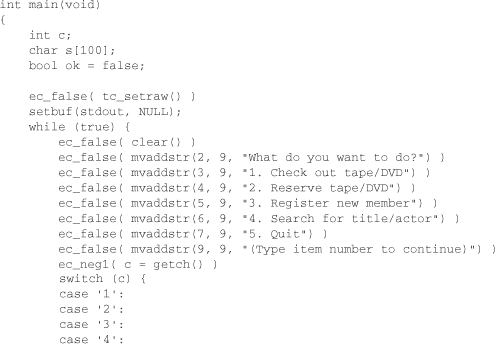 int main(void)
{
    int c;
    char s[100];
    bool ok = false;

    ec_false( tc_setraw() )
    setbuf(stdout, NULL);
    while (true) {
        ec_false( clear() )
        ec_false( mvaddstr(2, 9, "What do you want to do?") )
        ec_false( mvaddstr(3, 9, "1. Check out tape/DVD") )
        ec_false( mvaddstr(4, 9, "2. Reserve tape/DVD") )
        ec_false( mvaddstr(5, 9, "3. Register new member") )
        ec_false( mvaddstr(6, 9, "4. Search for title/actor") )
        ec_false( mvaddstr(7, 9, "5. Quit") )
        ec_false( mvaddstr(9, 9, "(Type item number to continue)") )
        ec_neg1( c = getch() )
        switch (c) {
        case '1':
        case '2':
        case '3':
        case '4':